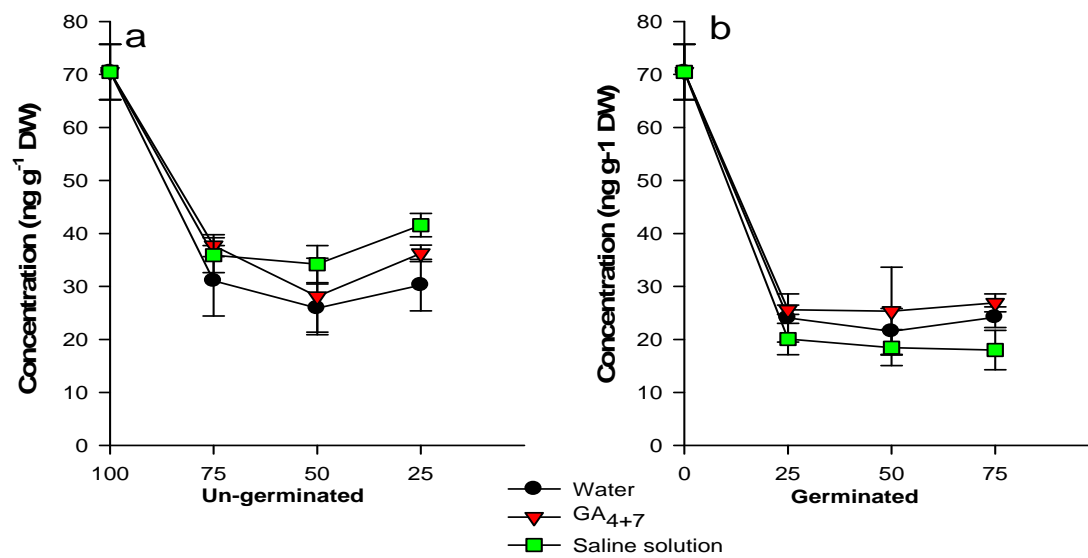 a
Concentration (ng g⁻¹ DW)
80
70
60
50
40
30
20
10
0
100 75 50 25
Un-germinated
b
Concentration (ng g-1 DW)
80
70
60
50
40
30
20
10
0
0 25 50 75
Germinated
Water
GA₄₊₇
Saline solution